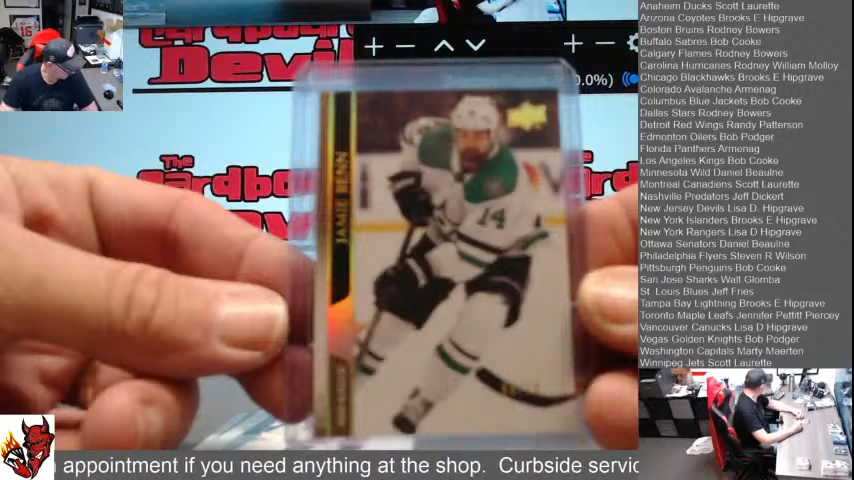 Cardboard
Devil
0.0%)
The
Cardbo
JAMIE BENN
14
Anaheim Ducks Scott Laurette
Arizona Coyotes Brooks E Hipgrave
Boston Bruins Rodney Bowers
Buffalo Sabres Bob Cooke
Calgary Flames Rodney Bowers
Carolina Hurricanes Rodney William Molloy
Chicago Blackhawks Brooks E Hipgrave
Colorado Avalanche Armenag
Columbus Blue Jackets Bob Cooke
Dallas Stars Rodney Bowers
Detroit Red Wings Randy Patterson
Edmonton Oilers Bob Podger
Florida Panthers Armenag
Los Angeles Kings Bob Cooke
Minnesota Wild Daniel Beaulne
Montreal Canadiens Scott Laurette
Nashville Predators Jeff Dickert
New Jersey Devils Lisa D. Hipgrave
New York Islanders Brooks E Hipgrave
New York Rangers Lisa D Hipgrave
Ottawa Senators Daniel Beaulne
Philadelphia Flyers Steven R Wilson
Pittsburgh Penguins Bob Cooke
San Jose Sharks Walt Glomba
St. Louis Blues Jeff Fries
Tampa Bay Lightning Brooks E Hipgrave
Toronto Maple Leafs Jennifer Pettitt Piercey
Vancouver Canucks Lisa D Hipgrave
Vegas Golden Knights Bob Podger
Washington Capitals Marty Maerten
Winnipeg Jets Scott Laurette
appointment if you need anything at the shop. Curbside servic